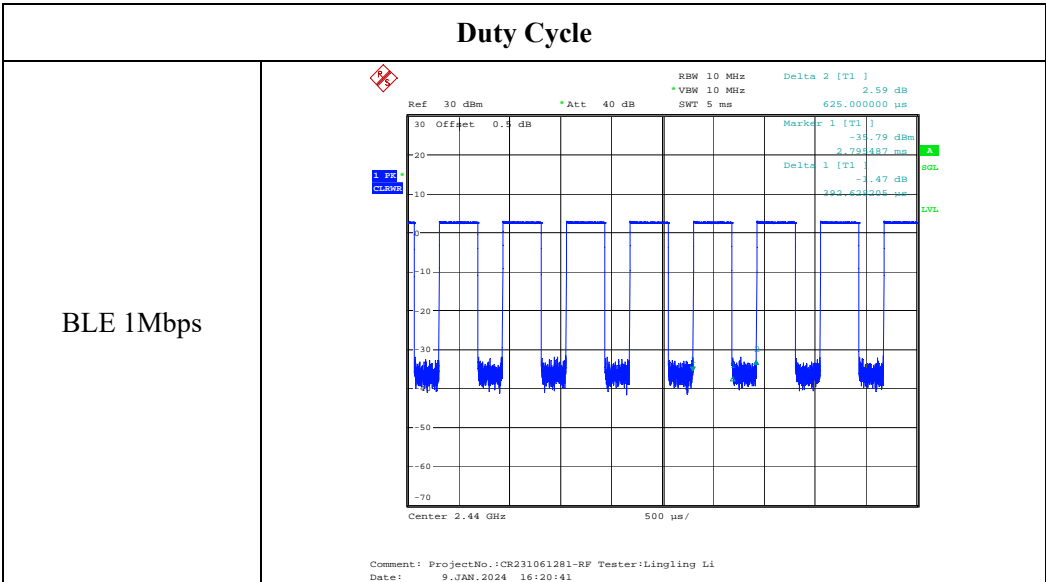 Duty Cycle
BLE 1Mbps
R S
RBW 10 MHz Delta 2 [T1 ]
*VBW 10 MHz 2.59 dB
Ref 30 dBm *Att 40 dB SWT 5 ms 625.000000 µs
30 Offset 0.5 dB Marker 1 [T1 ]
-35.79 dBm
20 2.795487 ms A
Delta 1 [T1 ] SGL
1 PK * -1.47 dB
CLRWR 10 392.628205 µs
LVL
0
-10
-20
-30
-50
-60
-70
Center 2.44 GHz 500 µs/
Comment: ProjectNo.:CR231061281-RF Tester:Lingling Li
Date: 9.JAN.2024 16:20:41